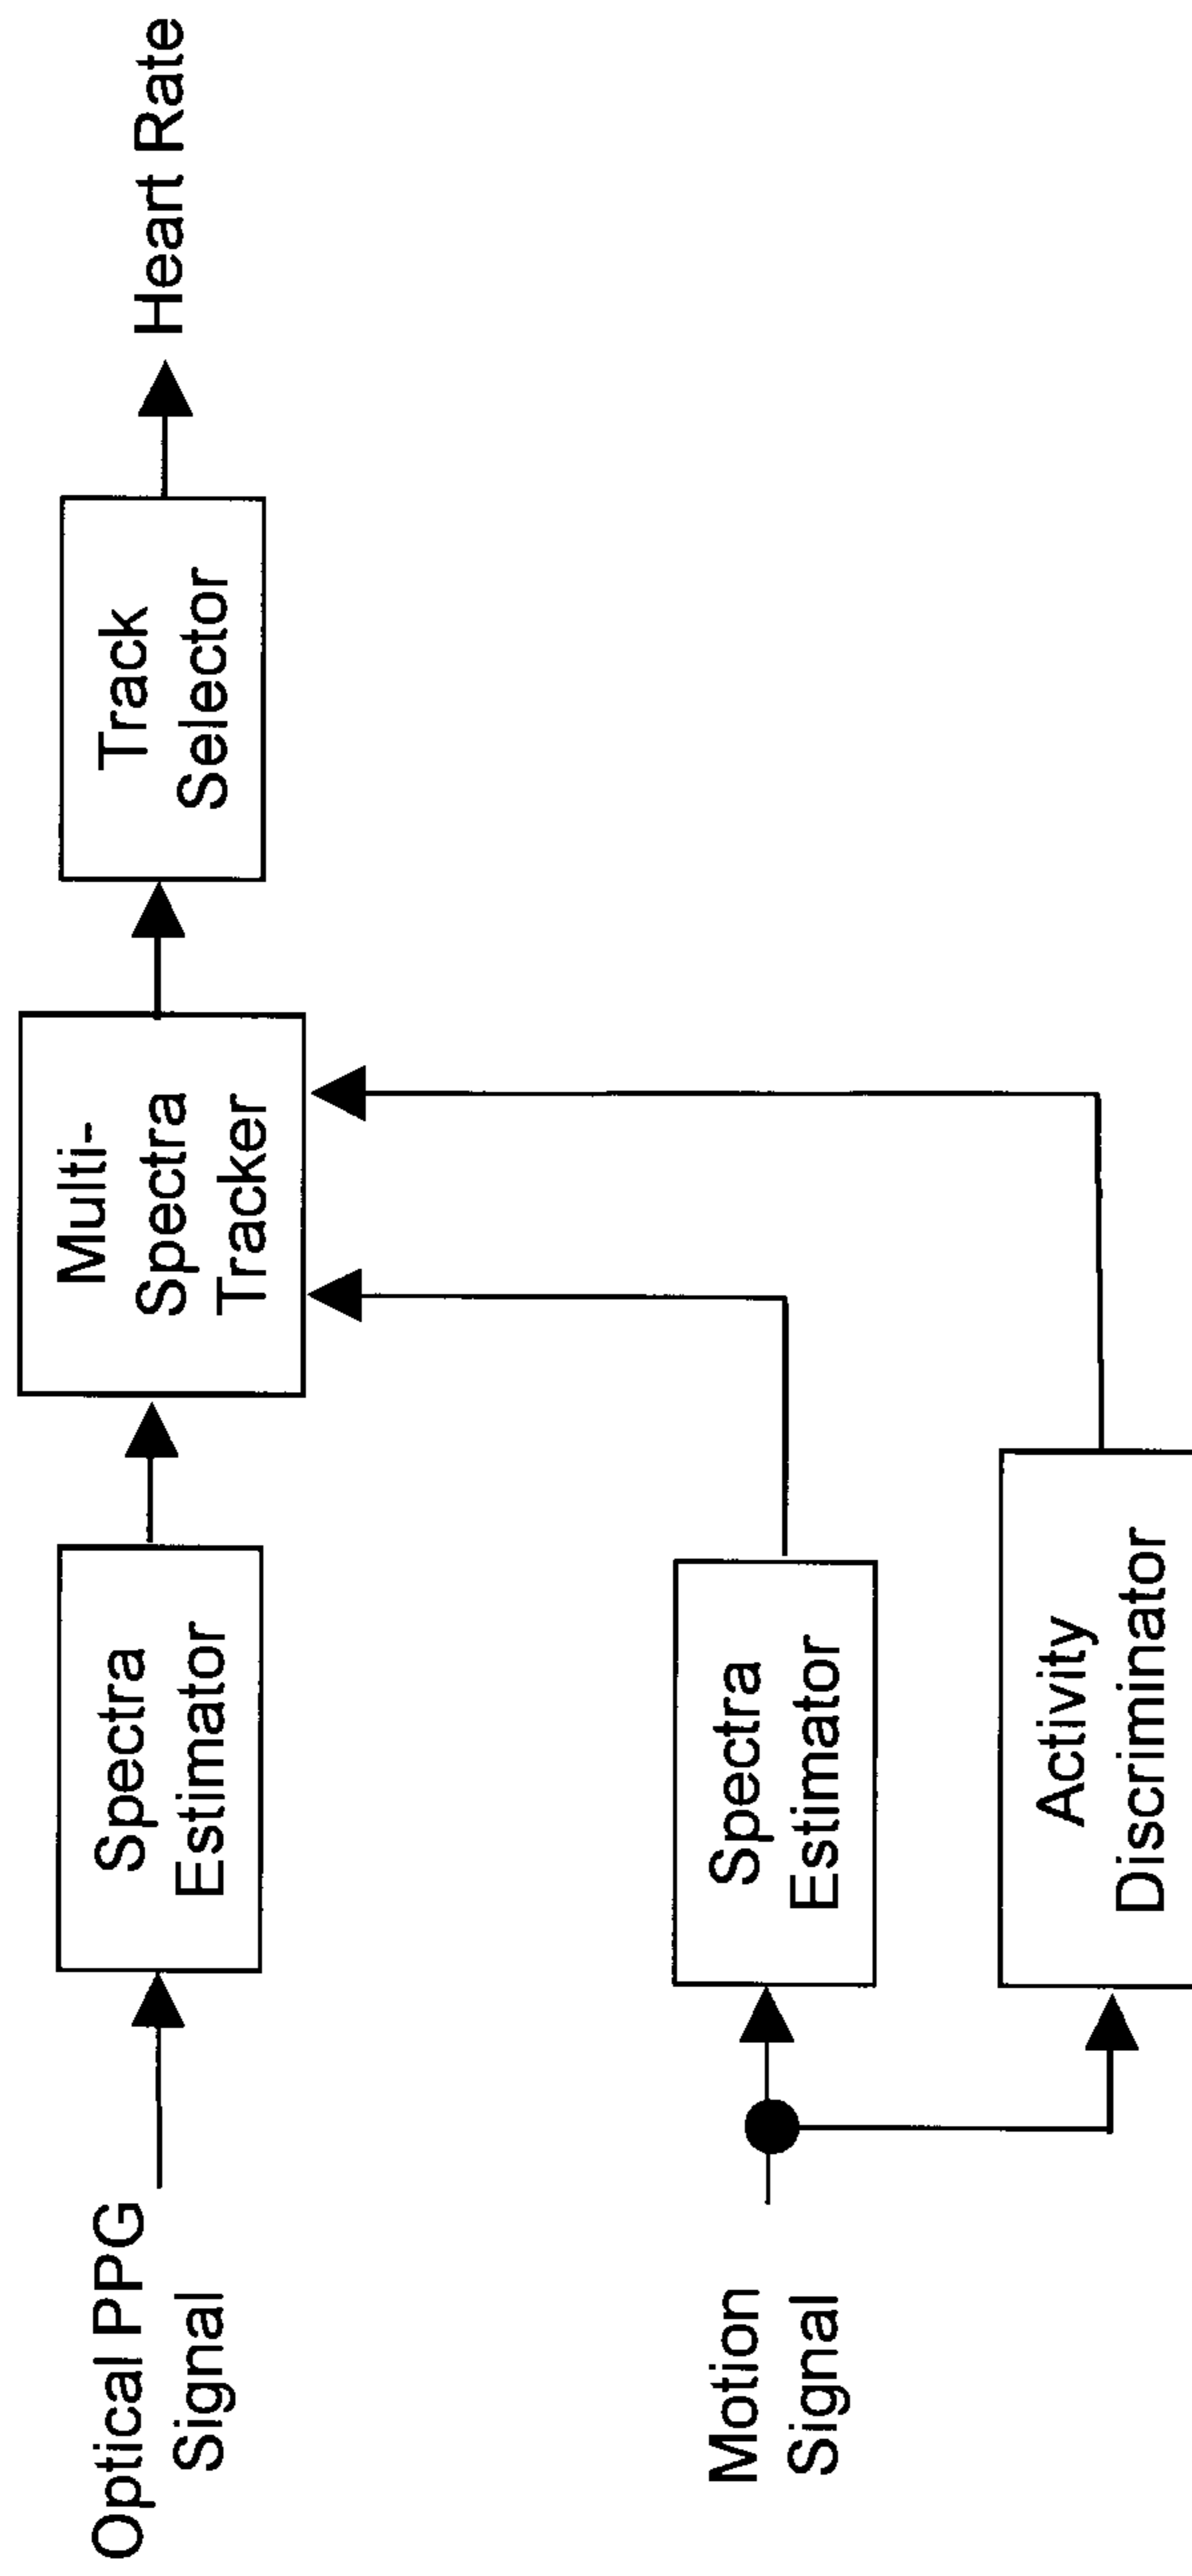 Optical PPG
Signal
Spectra
Estimator
Multi-
Spectra
Tracker
Track
Selector
Heart Rate
Motion
Signal
Spectra
Estimator
Activity
Discriminator